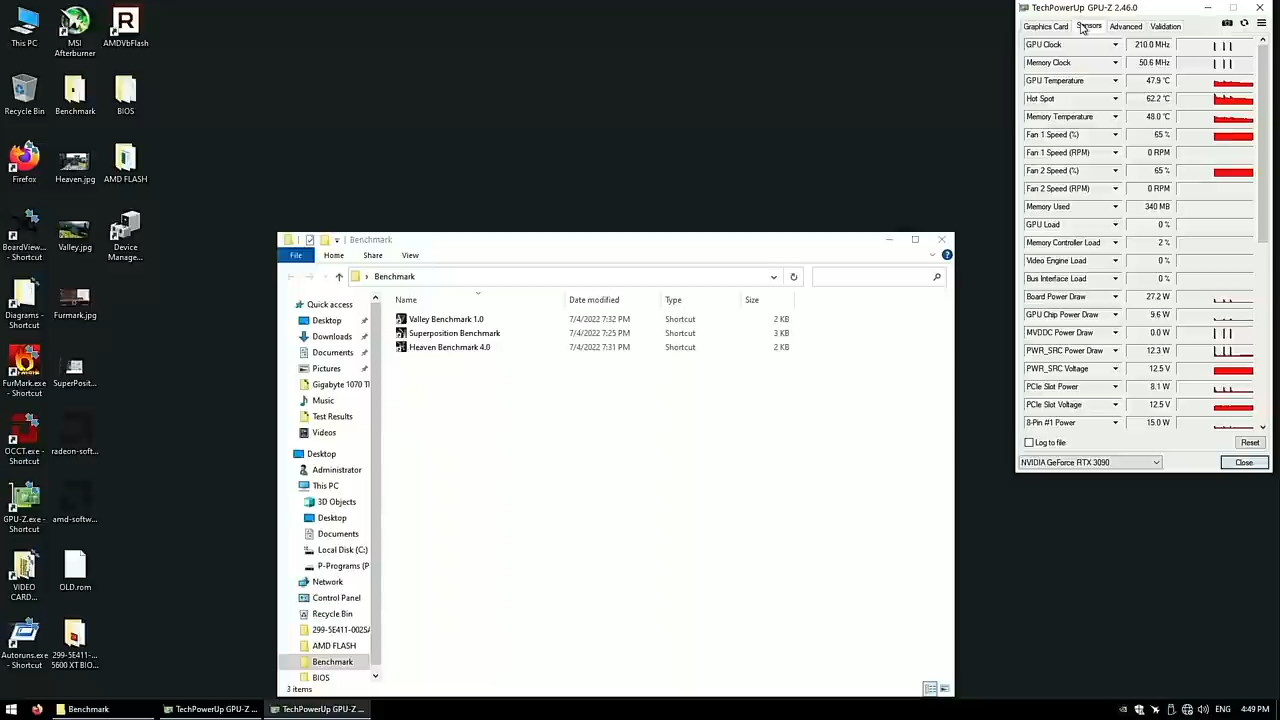 This PC
MSI Afterburner
AMDVbFlash
Recycle Bin
Benchmark
BIOS
Firefox
Heaven.jpg
AMD FLASH
BoardView...
Valley.jpg
Device Manage...
Diagrams - Shortcut
Furmark.jpg
FurMark.exe - Shortcut
SuperPosit...
OCCT.exe - Shortcut
radeon-soft...
GPU-Z.exe - Shortcut
amd-softw...
VIDEO CARD...
OLD.rom
Autoruns.exe - Shortcut
299-5E411-... 5600 XT BIO...
Benchmark
File Home Share View
Benchmark
Name Date modified Type Size
Valley Benchmark 1.0 7/4/2022 7:32 PM Shortcut 2 KB
Superposition Benchmark 7/4/2022 7:25 PM Shortcut 3 KB
Heaven Benchmark 4.0 7/4/2022 7:31 PM Shortcut 2 KB
Quick access
Desktop
Downloads
Documents
Pictures
Gigabyte 1070 TI
Music
Test Results
Videos
Desktop
Administrator
This PC
3D Objects
Desktop
Documents
Local Disk (C:)
P-Programs (P
Network
Control Panel
Recycle Bin
AMD FLASH
Benchmark
BIOS
3 items
TechPowerUp GPU-Z 2.46.0
Graphics Card Sensors Advanced Validation
GPU Clock 210.0 MHz
Memory Clock 50.6 MHz
GPU Temperature 47.9 °C
Hot Spot 62.2 °C
Memory Temperature 48.0 °C
Fan 1 Speed (%) 65 %
Fan 1 Speed (RPM) 0 RPM
Fan 2 Speed (%) 65 %
Fan 2 Speed (RPM) 0 RPM
Memory Used 340 MB
GPU Load 0 %
Memory Controller Load 2 %
Video Engine Load 0 %
Bus Interface Load 0 %
Board Power Draw 27.2 W
GPU Chip Power Draw 9.6 W
MVDDC Power Draw 0.0 W
PWR_SRC Power Draw 12.3 W
PWR_SRC Voltage 12.5 V
PCIe Slot Power 8.1 W
PCIe Slot Voltage 12.5 V
8-Pin #1 Power 15.0 W
Log to file Reset
NVIDIA GeForce RTX 3090 Close
Benchmark TechPowerUp GPU-Z ... TechPowerUp GPU-Z ... ENG 4:49 PM